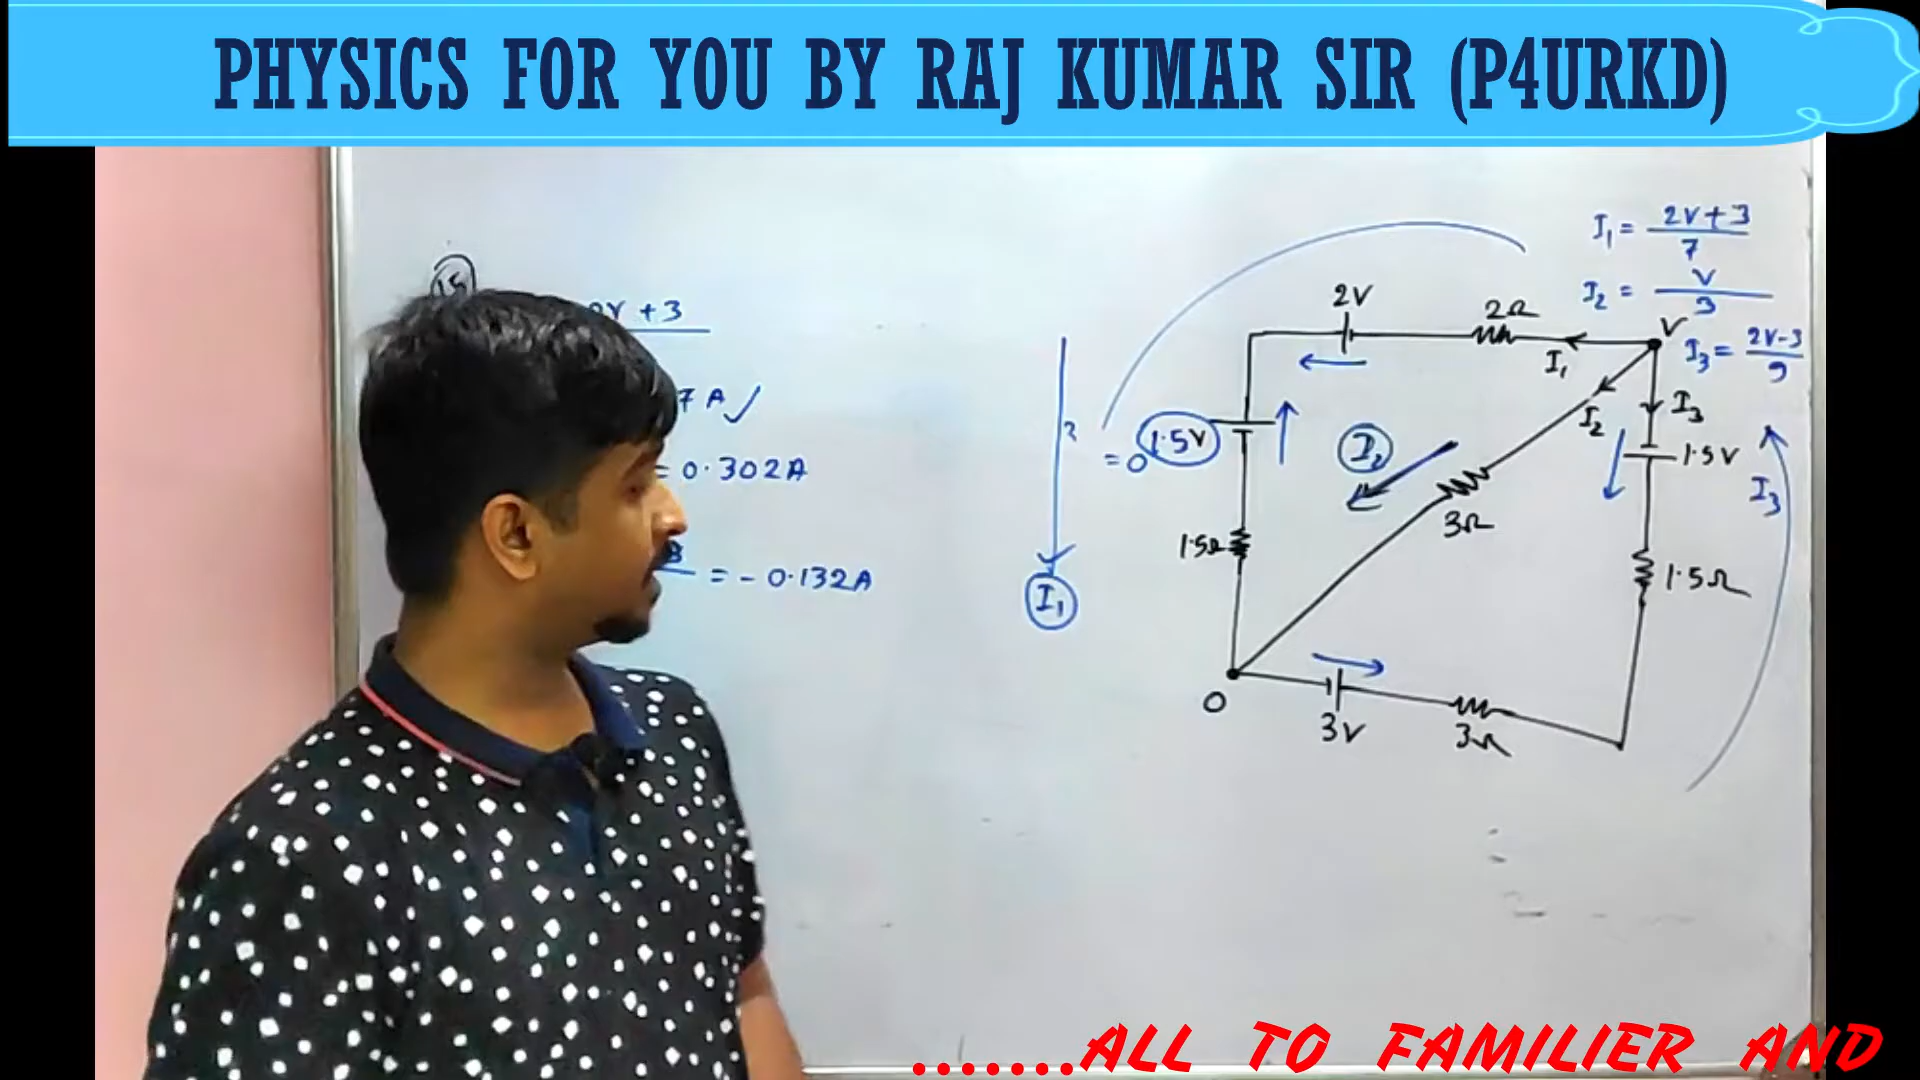 PHYSICS FOR YOU BY RAJ KUMAR SIR (P4URKD)
2V + 3
7 A ✓
= 0.302A
= - 0.132A
I₁ = 2V+3 / 7
I₂ = V / 3
I₃ = 2V-3 / 9
2V
2Ω
V
I₁
I₂
I₃
= 0
1.5V
I₂
1.5V
I₃
3Ω
1.5Ω
1.5Ω
I₁
O
3V
3Ω
.......ALL TO FAMILIER AND